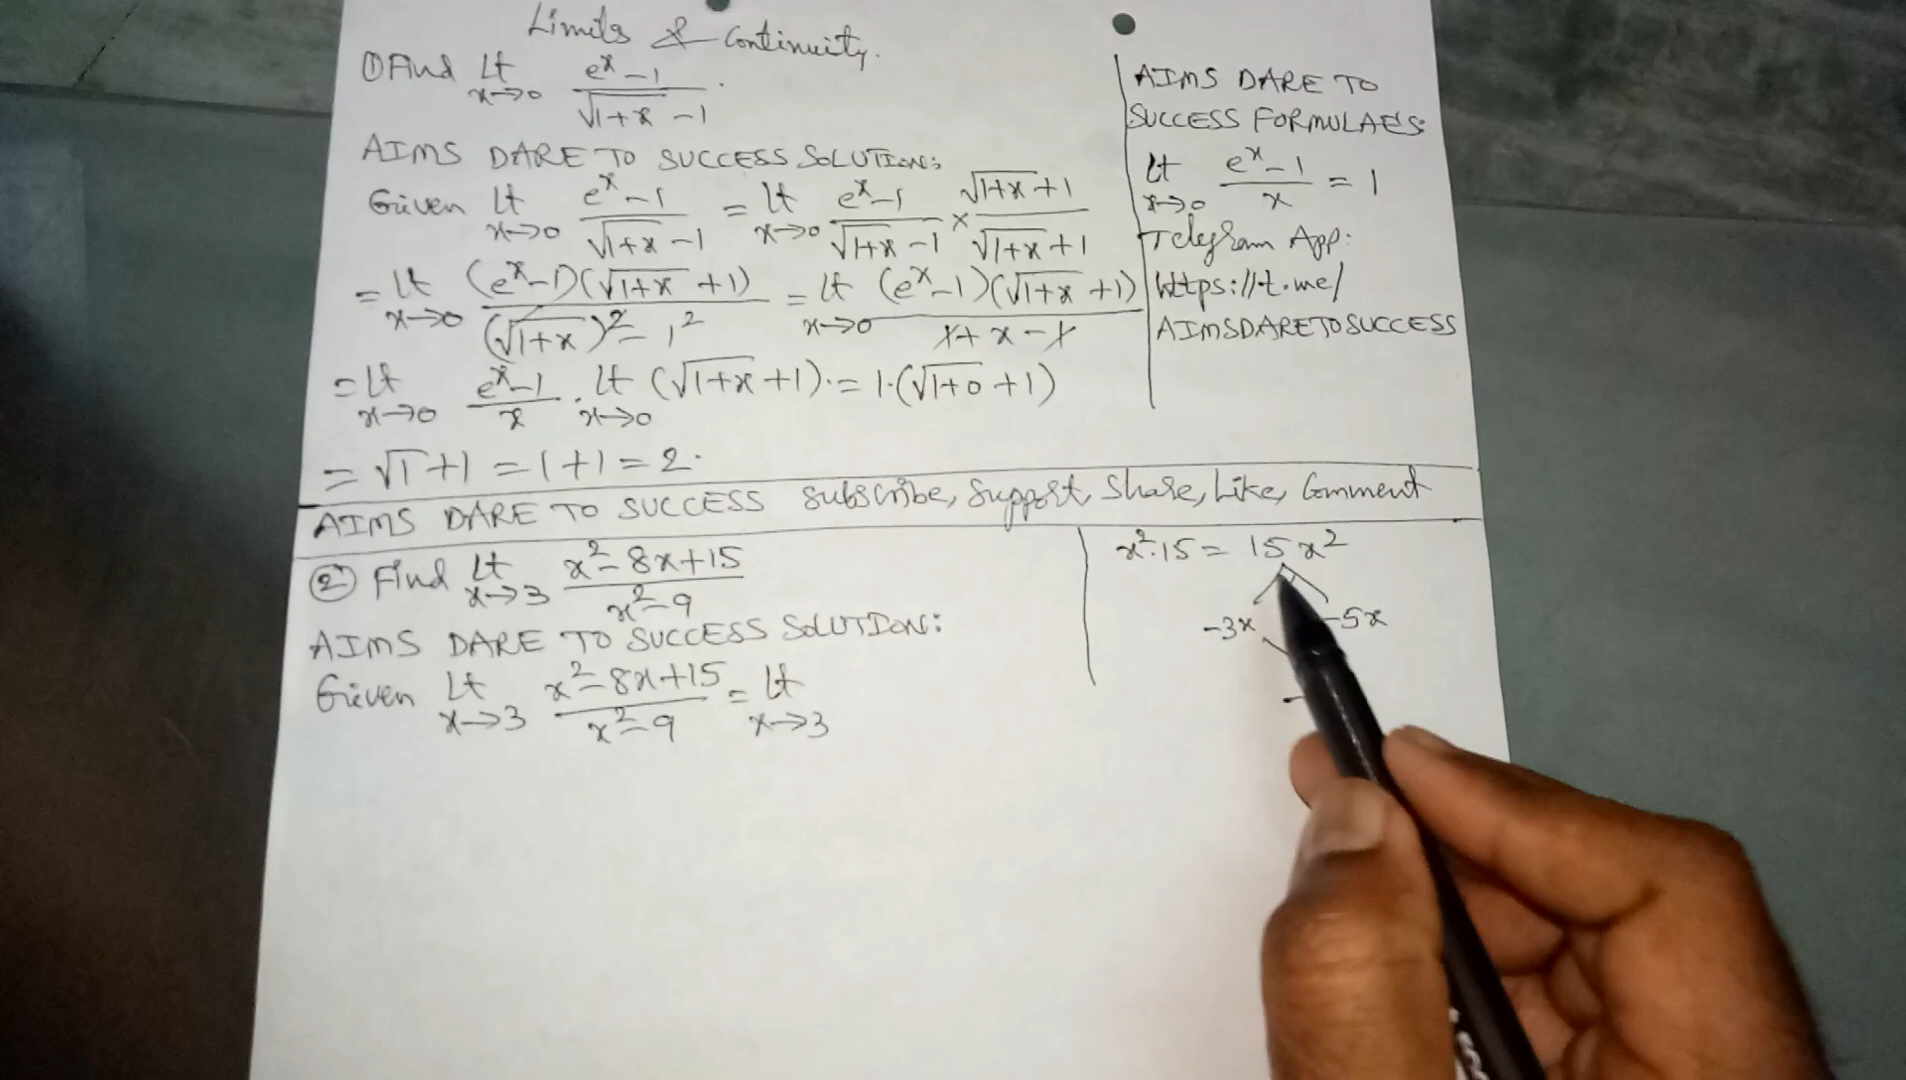 Limits & Continuity.
① Find Lt x→0 (e^x − 1)/(√(1+x) − 1).
AIMS DARE TO SUCCESS SOLUTION:
Given Lt x→0 (e^x − 1)/(√(1+x) − 1) = Lt x→0 (e^x − 1)/(√(1+x) − 1) × (√(1+x) + 1)/(√(1+x) + 1)
= Lt x→0 (e^x − 1)(√(1+x) + 1)/((√(1+x))² − 1²) = Lt x→0 (e^x − 1)(√(1+x) + 1)/(1 + x − 1)
= Lt x→0 (e^x − 1)/x · Lt x→0 (√(1+x) + 1). = 1·(√(1+0) + 1)
= √1 + 1 = 1 + 1 = 2.
AIMS DARE TO
SUCCESS FORMULAE'S:
Lt x→0 (e^x − 1)/x = 1
Telegram App:
https://t.me/
AIMSDARETOSUCCESS
AIMS DARE TO SUCCESS Subscribe, Support, Share, Like, Comment
② Find Lt x→3 (x² − 8x + 15)/(x² − 9)
AIMS DARE TO SUCCESS SOLUTION:
Given Lt x→3 (x² − 8x + 15)/(x² − 9) = Lt x→3
x²·15 = 15x²
−3x −5x
−